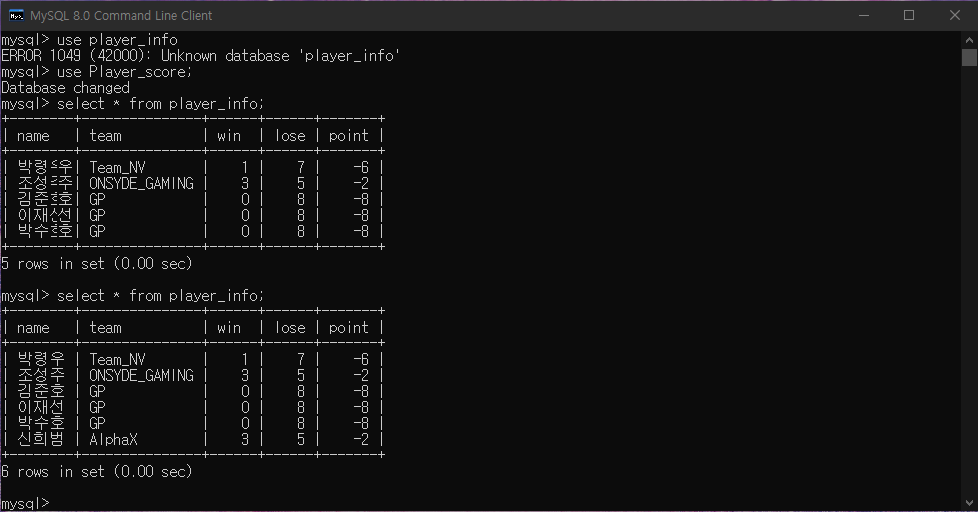 MySQL 8.0 Command Line Client
mysql> use player_info
ERROR 1049 (42000): Unknown database 'player_info'
mysql> use Player_score;
Database changed
mysql> select * from player_info;
+--------+---------------+------+------+-------+
| name   | team          | win  | lose | point |
+--------+---------------+------+------+-------+
| 박령우| Team_NV       |    1 |    7 |    -6 |
| 조성주| ONSYDE_GAMING |    3 |    5 |    -2 |
| 김준호| GP            |    0 |    8 |    -8 |
| 이재선| GP            |    0 |    8 |    -8 |
| 박수호| GP            |    0 |    8 |    -8 |
+--------+---------------+------+------+-------+
5 rows in set (0.00 sec)
mysql> select * from player_info;
+--------+---------------+------+------+-------+
| name   | team          | win  | lose | point |
+--------+---------------+------+------+-------+
| 박령우 | Team_NV       |    1 |    7 |    -6 |
| 조성주 | ONSYDE_GAMING |    3 |    5 |    -2 |
| 김준호 | GP            |    0 |    8 |    -8 |
| 이재선 | GP            |    0 |    8 |    -8 |
| 박수호 | GP            |    0 |    8 |    -8 |
| 신희범 | AlphaX        |    3 |    5 |    -2 |
+--------+---------------+------+------+-------+
6 rows in set (0.00 sec)
mysql>